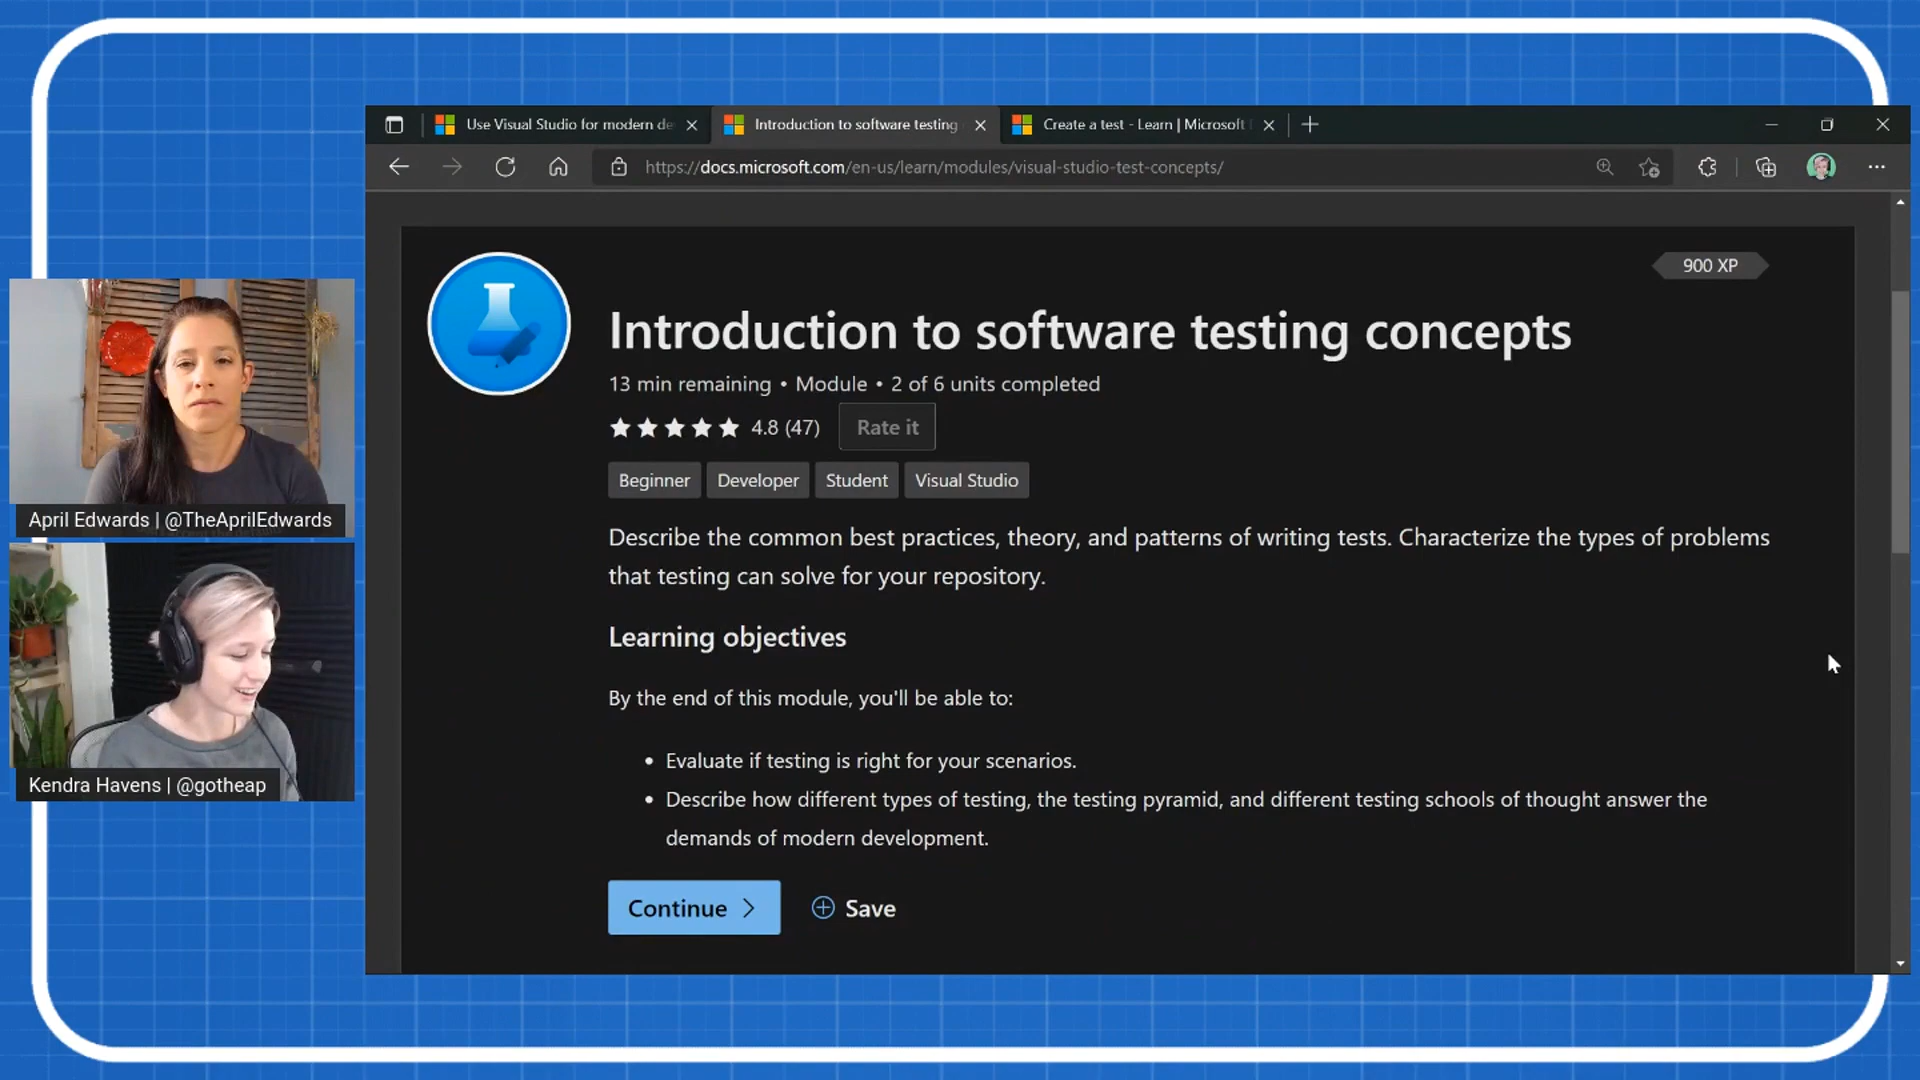 Use Visual Studio for modern de
Introduction to software testing
Create a test - Learn | Microsoft
https://docs.microsoft.com/en-us/learn/modules/visual-studio-test-concepts/
900 XP
Introduction to software testing concepts
13 min remaining • Module • 2 of 6 units completed
4.8 (47)
Rate it
Beginner
Developer
Student
Visual Studio
Describe the common best practices, theory, and patterns of writing tests. Characterize the types of problems
that testing can solve for your repository.
Learning objectives
By the end of this module, you'll be able to:
• Evaluate if testing is right for your scenarios.
• Describe how different types of testing, the testing pyramid, and different testing schools of thought answer the
demands of modern development.
Continue
Save
April Edwards | @TheAprilEdwards
Kendra Havens | @gotheap